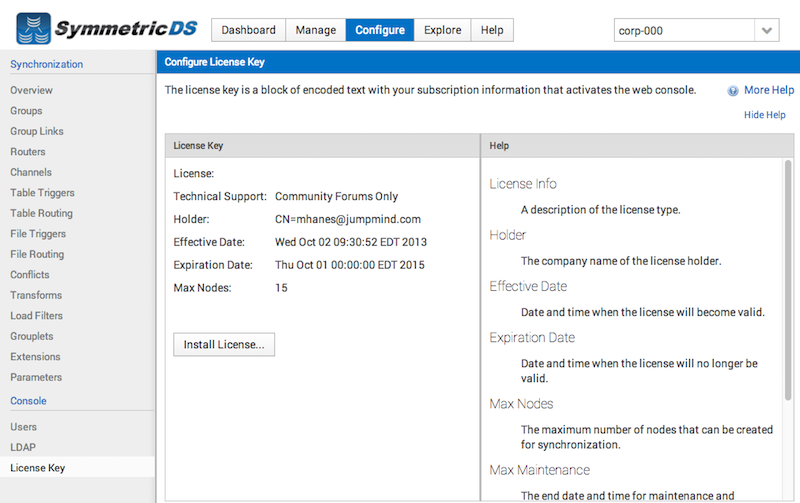 SymmetricDS
Dashboard Manage Configure Explore Help
corp-000
Synchronization
Overview
Groups
Group Links
Routers
Channels
Table Triggers
Table Routing
File Triggers
File Routing
Conflicts
Transforms
Load Filters
Grouplets
Extensions
Parameters
Console
Users
LDAP
License Key
Configure License Key
The license key is a block of encoded text with your subscription information that activates the web console.
More Help
Hide Help
License Key
License:
Technical Support: Community Forums Only
Holder: CN=mhanes@jumpmind.com
Effective Date: Wed Oct 02 09:30:52 EDT 2013
Expiration Date: Thu Oct 01 00:00:00 EDT 2015
Max Nodes: 15
Install License...
Help
License Info
A description of the license type.
Holder
The company name of the license holder.
Effective Date
Date and time when the license will become valid.
Expiration Date
Date and time when the license will no longer be
valid.
Max Nodes
The maximum number of nodes that can be created
for synchronization.
Max Maintenance
The end date and time for maintenance and